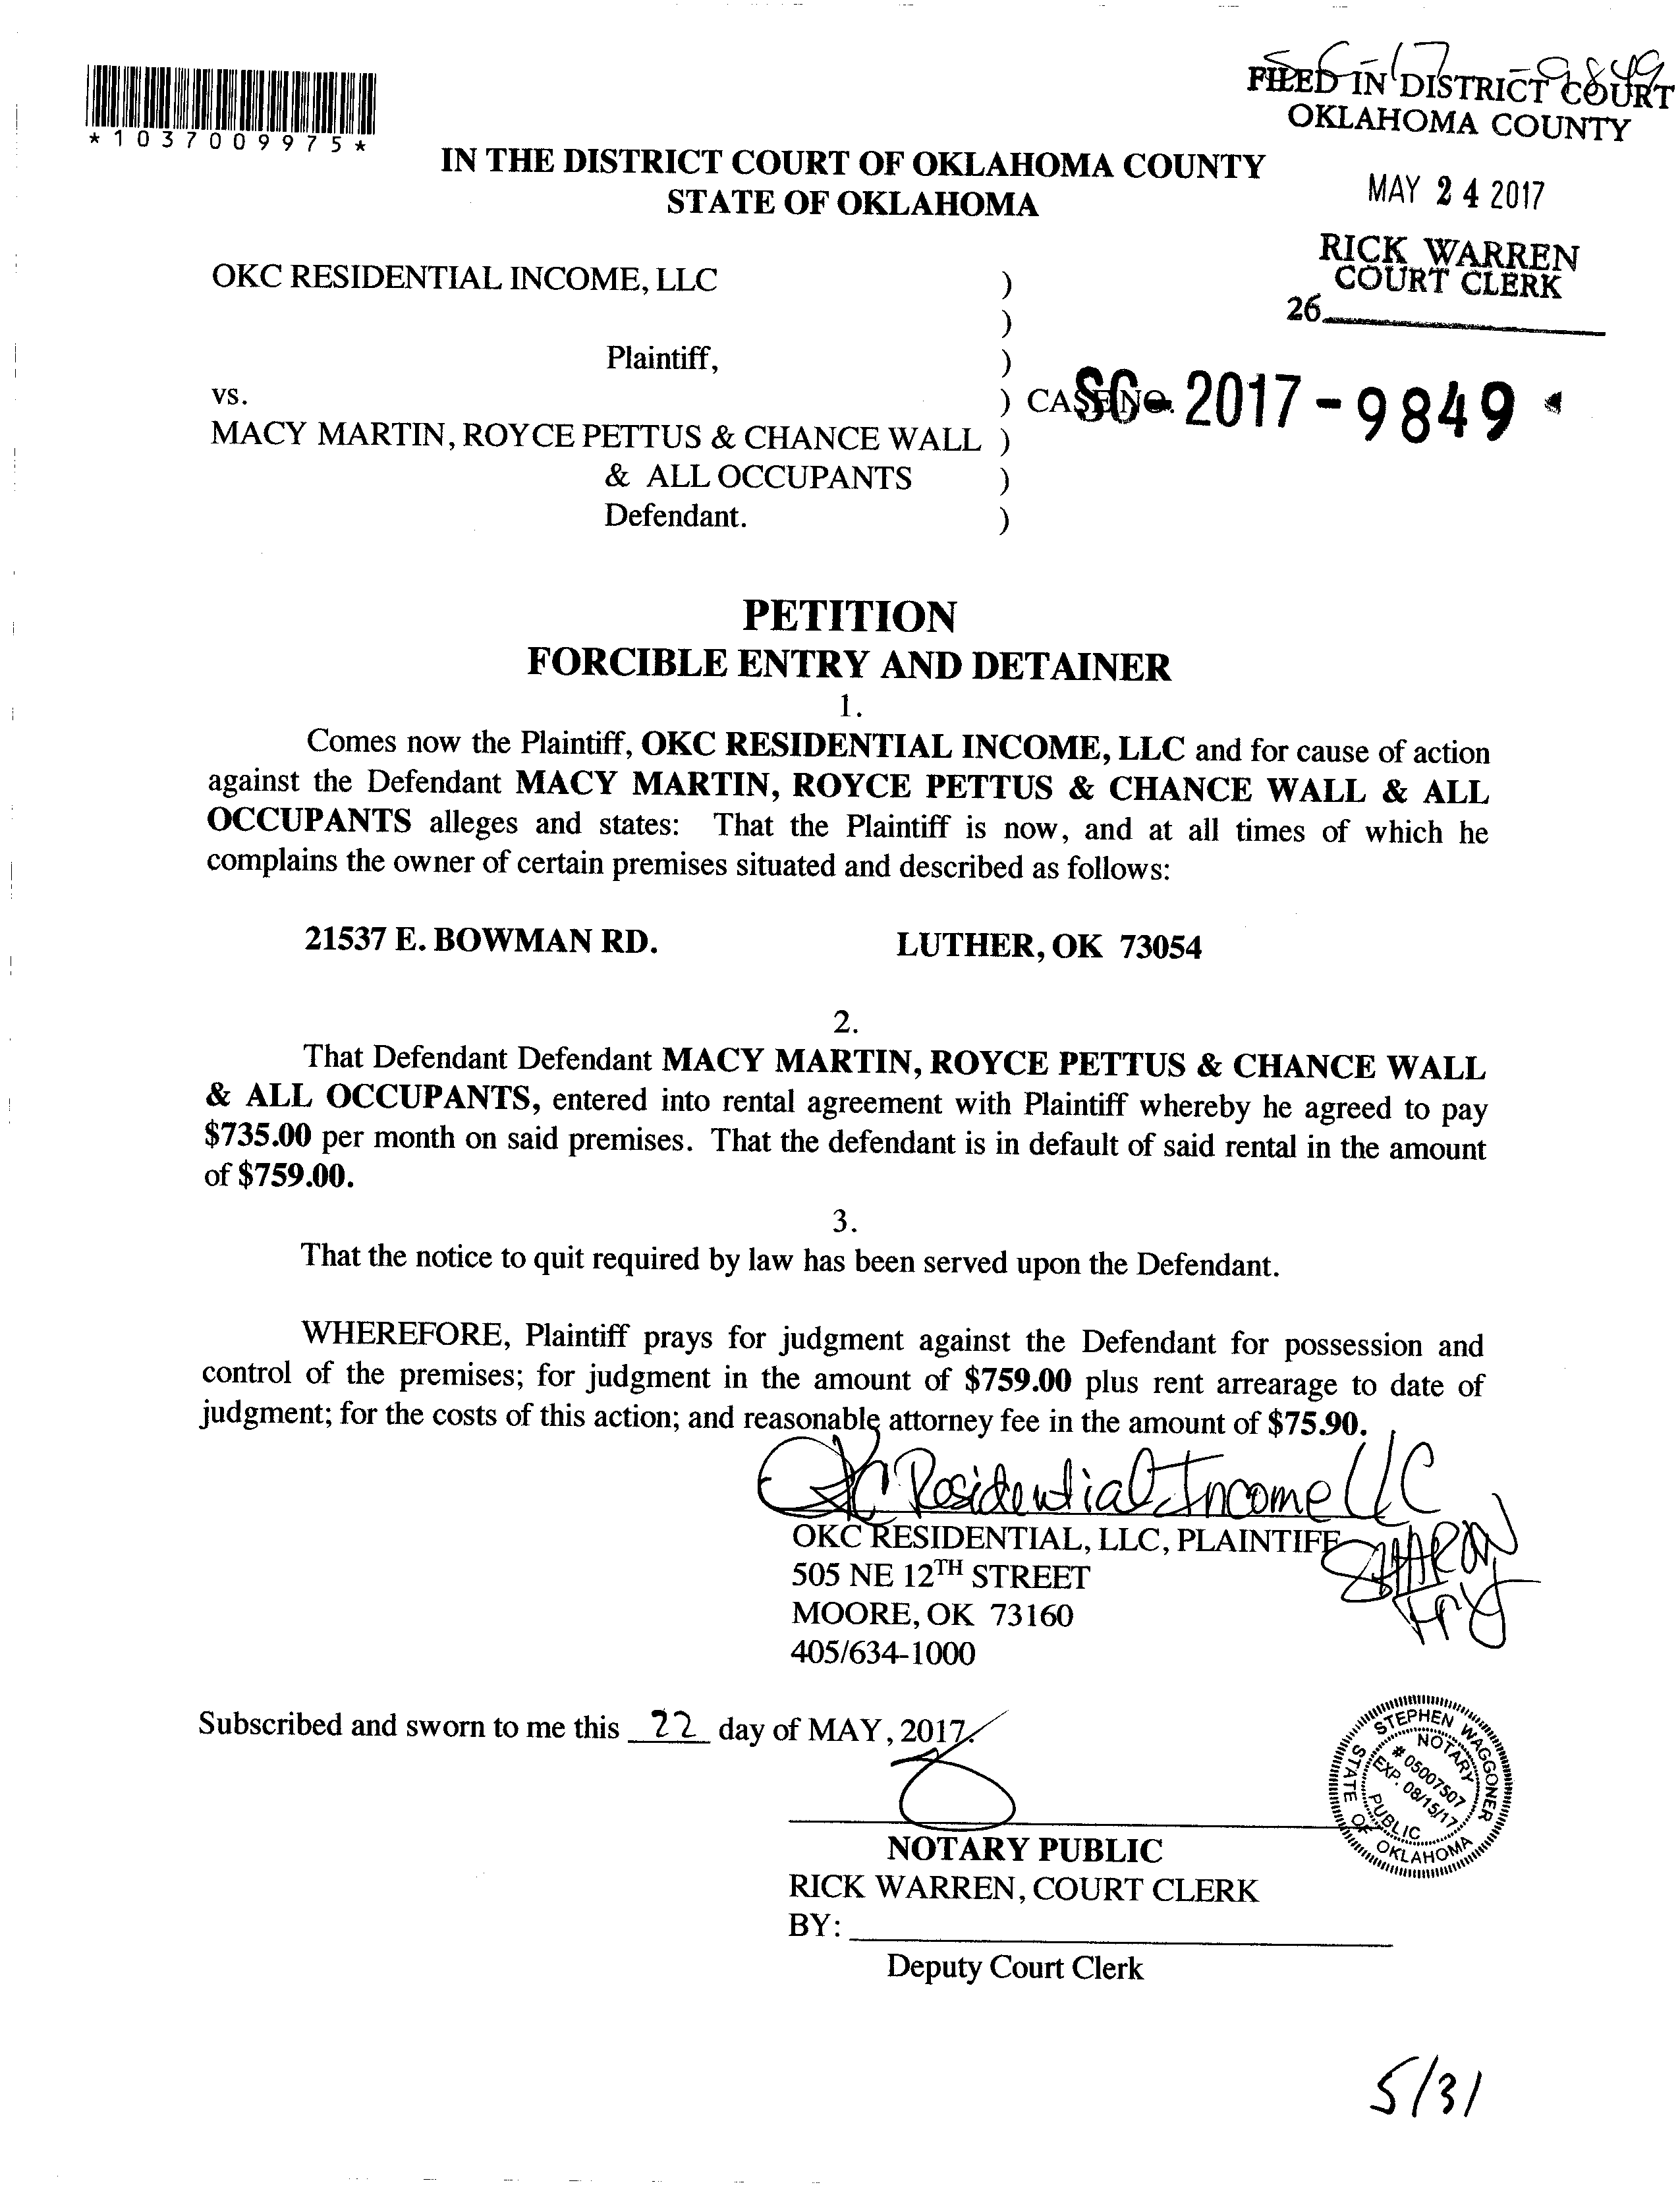 SC-17-9849
FILED IN DISTRICT COURT
OKLAHOMA COUNTY
*1037009975*
IN THE DISTRICT COURT OF OKLAHOMA COUNTY
STATE OF OKLAHOMA
MAY 24 2017
RICK WARREN
COURT CLERK
26
OKC RESIDENTIAL INCOME, LLC )
)
Plaintiff, )
vs. ) CASE NO. SC-2017-9849
MACY MARTIN, ROYCE PETTUS & CHANCE WALL )
& ALL OCCUPANTS )
Defendant. )
PETITION
FORCIBLE ENTRY AND DETAINER
1.
Comes now the Plaintiff, OKC RESIDENTIAL INCOME, LLC and for cause of action
against the Defendant MACY MARTIN, ROYCE PETTUS & CHANCE WALL & ALL
OCCUPANTS alleges and states: That the Plaintiff is now, and at all times of which he
complains the owner of certain premises situated and described as follows:
21537 E. BOWMAN RD. LUTHER, OK 73054
2.
That Defendant Defendant MACY MARTIN, ROYCE PETTUS & CHANCE WALL
& ALL OCCUPANTS, entered into rental agreement with Plaintiff whereby he agreed to pay
$735.00 per month on said premises. That the defendant is in default of said rental in the amount
of $759.00.
3.
That the notice to quit required by law has been served upon the Defendant.
WHEREFORE, Plaintiff prays for judgment against the Defendant for possession and
control of the premises; for judgment in the amount of $759.00 plus rent arrearage to date of
judgment; for the costs of this action; and reasonable attorney fee in the amount of $75.90.
OKC Residential Income LLC
OKC RESIDENTIAL, LLC, PLAINTIFF
SHARON
Fry
505 NE 12TH STREET
MOORE, OK 73160
405/634-1000
Subscribed and sworn to me this 22 day of MAY, 2017.
STEPHEN WAGGONER
NOTARY
# 05007507
EXP. 08/15/17
PUBLIC
STATE OF OKLAHOMA
NOTARY PUBLIC
RICK WARREN, COURT CLERK
BY:
Deputy Court Clerk
5/31